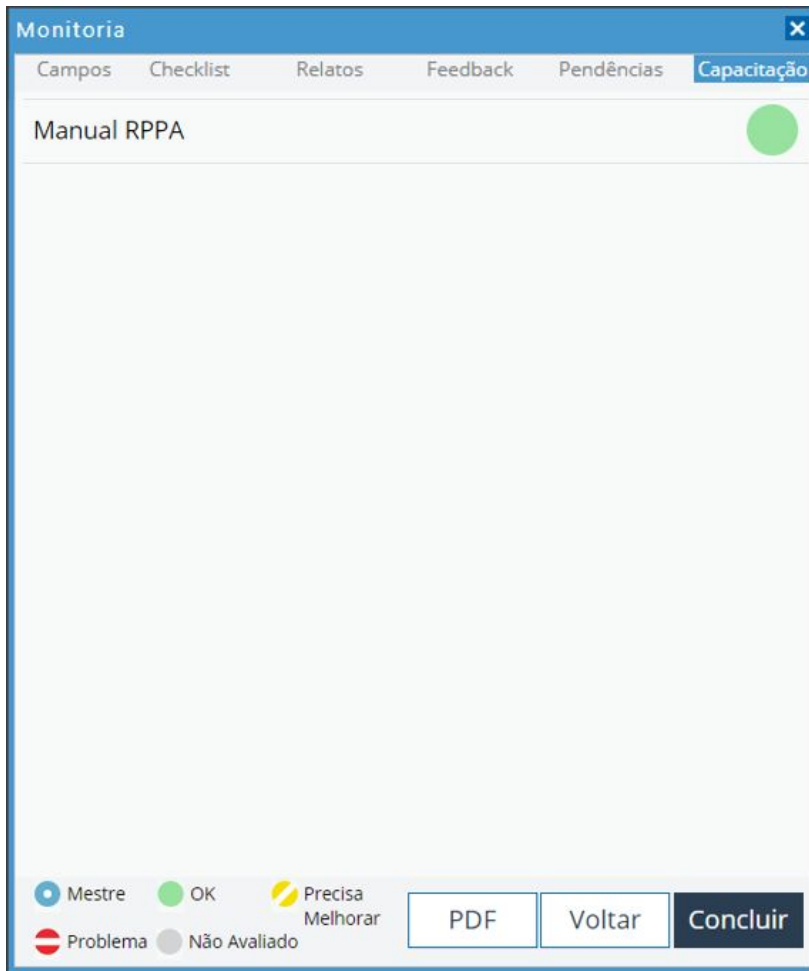 Monitoria
Campos Checklist Relatos Feedback Pendências Capacitação
Manual RPPA
Mestre OK Precisa Melhorar
Problema Não Avaliado
PDF Voltar Concluir